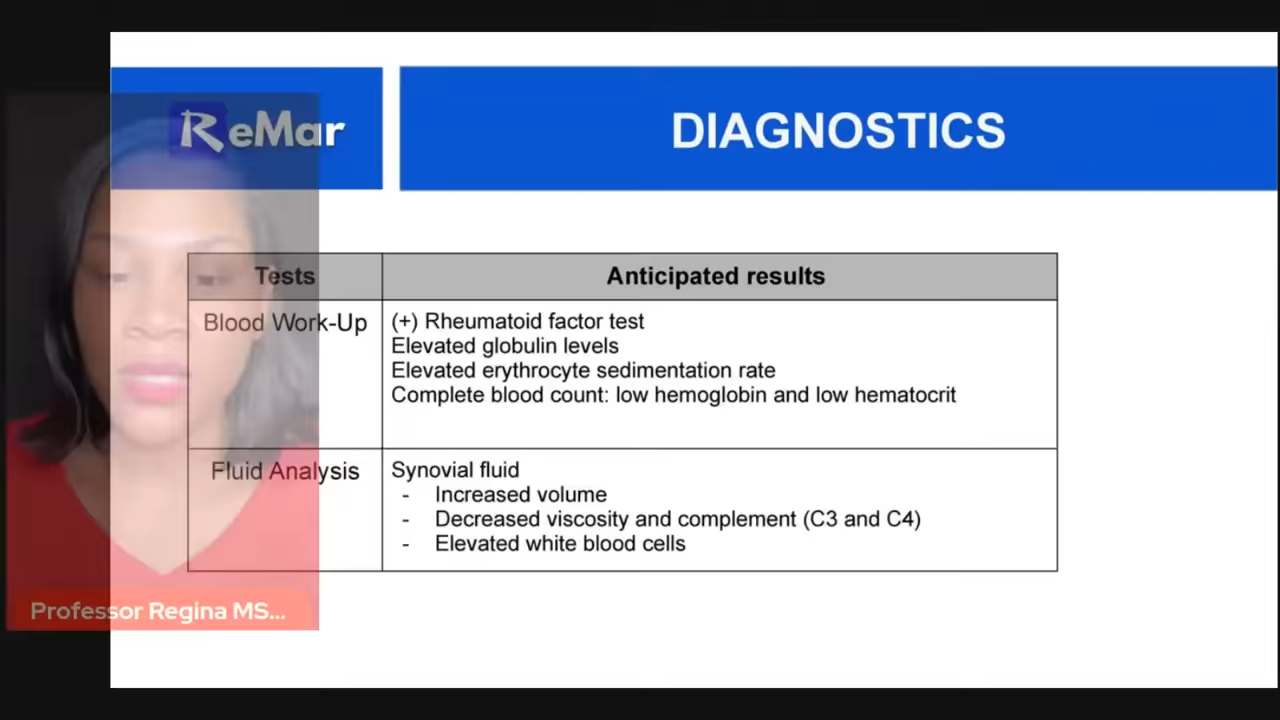 ReMar
DIAGNOSTICS
Tests
Anticipated results
Blood Work-Up
(+) Rheumatoid factor test
Elevated globulin levels
Elevated erythrocyte sedimentation rate
Complete blood count: low hemoglobin and low hematocrit
Fluid Analysis
Synovial fluid
- Increased volume
- Decreased viscosity and complement (C3 and C4)
- Elevated white blood cells
Professor Regina MS...